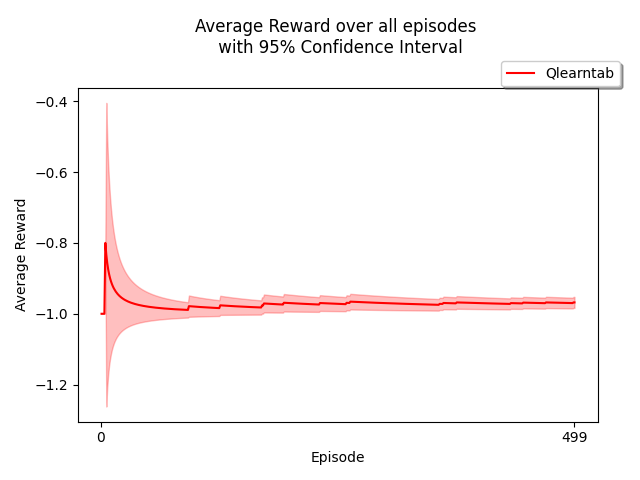 Average Reward over all episodes
with 95% Confidence Interval
Qlearntab
−0.4
−0.6
−0.8
−1.0
−1.2
Average Reward
0
499
Episode